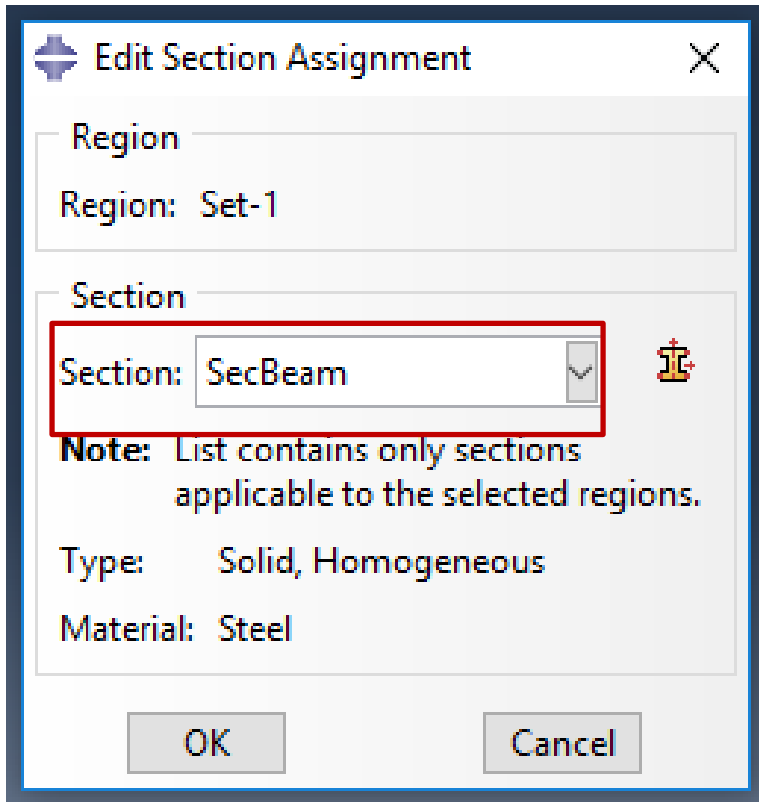 Edit Section Assignment
Region
Region: Set-1
Section
Section: SecBeam
Note: List contains only sections
applicable to the selected regions.
Type: Solid, Homogeneous
Material: Steel
OK Cancel